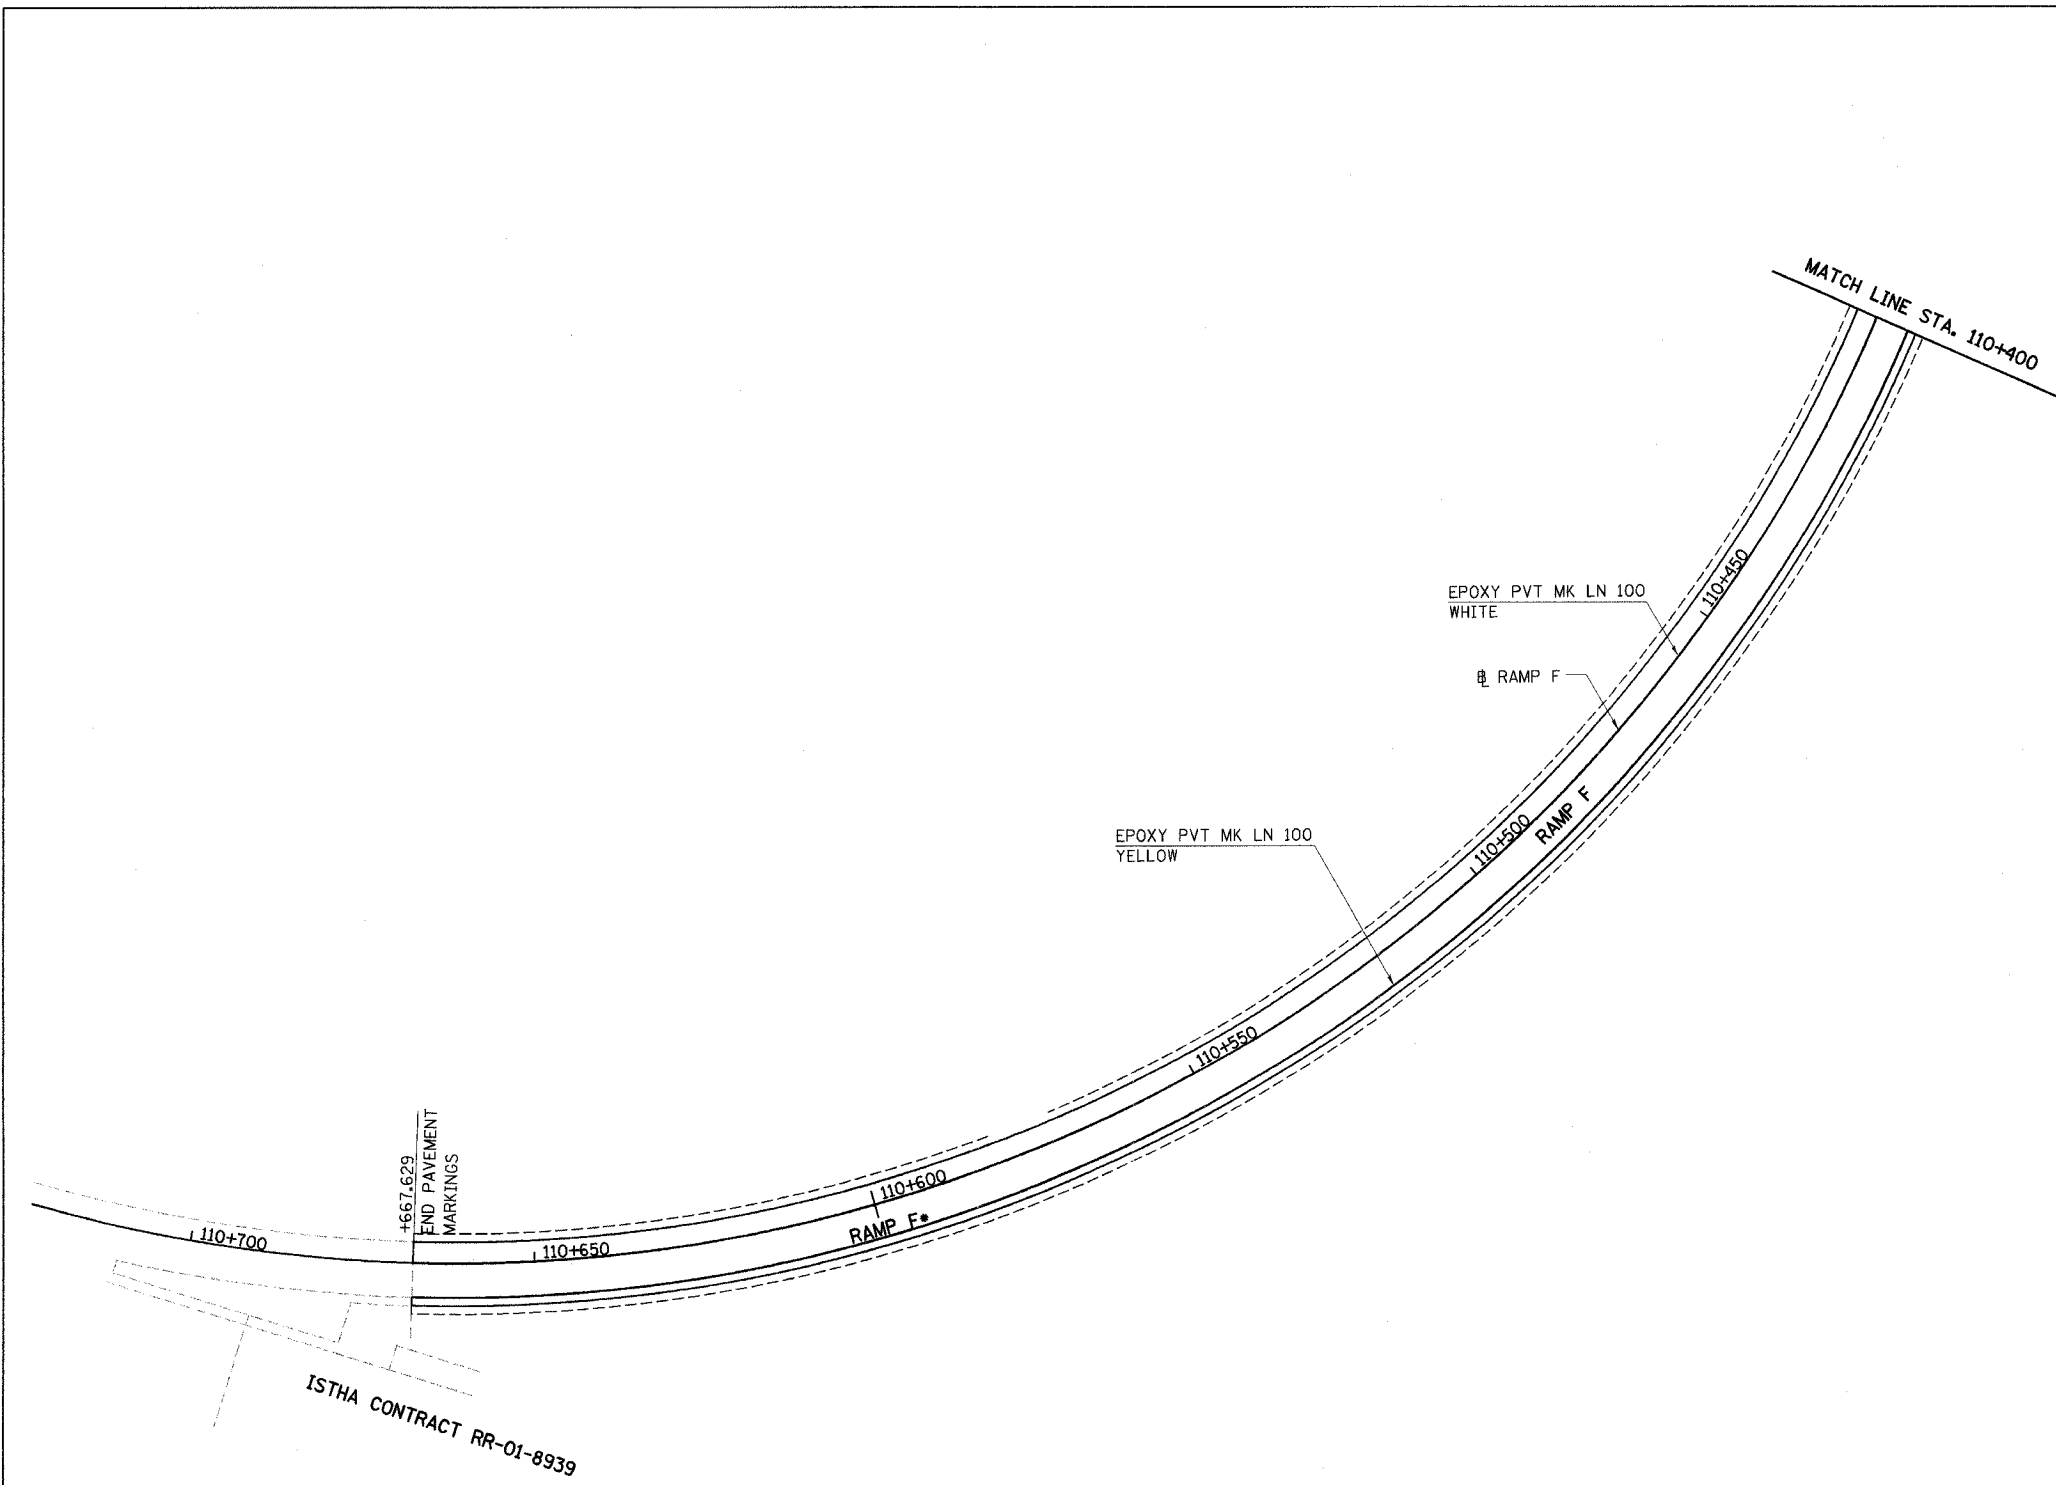 MATCH LINE STA. 110+400
110+450
EPOXY PVT MK LN 100
WHITE
℄ RAMP F
RAMP F
110+500
EPOXY PVT MK LN 100
YELLOW
110+550
+667.629
END PAVEMENT
MARKINGS
110+600
RAMP F*
110+700
110+650
ISTHA CONTRACT RR-01-8939